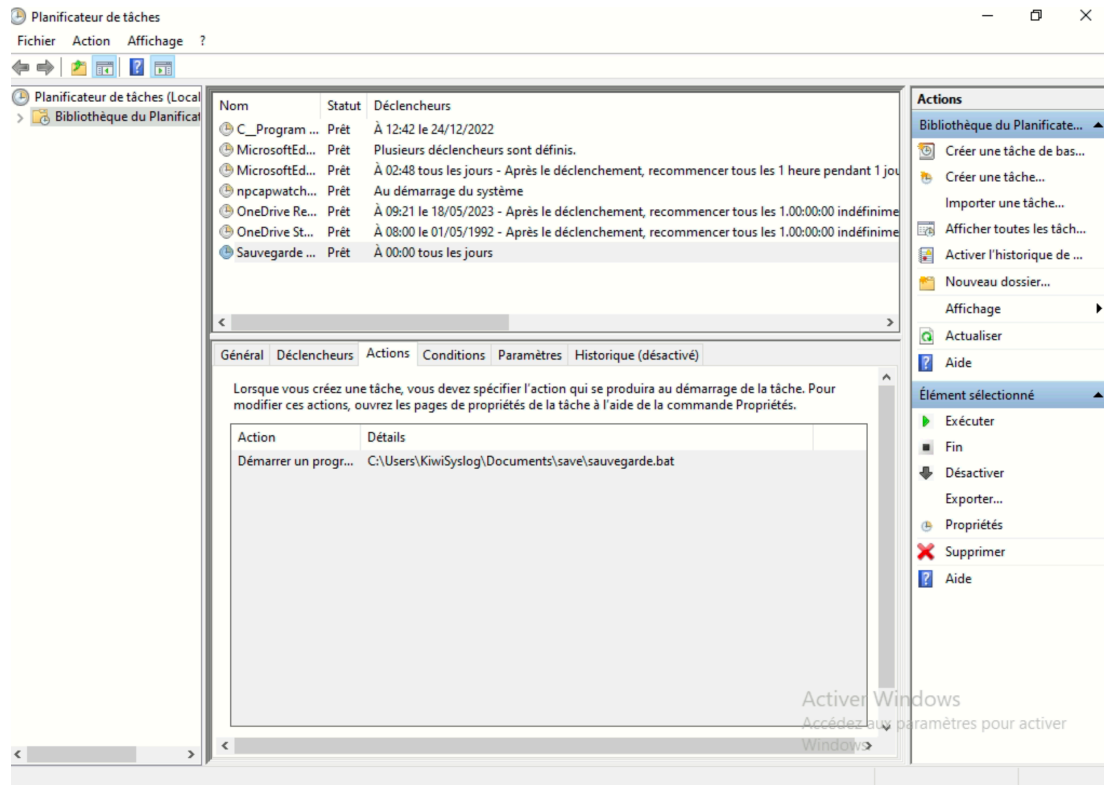 Planificateur de tâches
Fichier Action Affichage ?
Planificateur de tâches (Local
Bibliothèque du Planificat
Nom Statut Déclencheurs
C_Program ... Prêt À 12:42 le 24/12/2022
MicrosoftEd... Prêt Plusieurs déclencheurs sont définis.
MicrosoftEd... Prêt À 02:48 tous les jours - Après le déclenchement, recommencer tous les 1 heure pendant 1 jou
npcapwatch... Prêt Au démarrage du système
OneDrive Re... Prêt À 09:21 le 18/05/2023 - Après le déclenchement, recommencer tous les 1.00:00:00 indéfinime
OneDrive St... Prêt À 08:00 le 01/05/1992 - Après le déclenchement, recommencer tous les 1.00:00:00 indéfinime
Sauvegarde ... Prêt À 00:00 tous les jours
Général Déclencheurs Actions Conditions Paramètres Historique (désactivé)
Lorsque vous créez une tâche, vous devez spécifier l'action qui se produira au démarrage de la tâche. Pour
modifier ces actions, ouvrez les pages de propriétés de la tâche à l'aide de la commande Propriétés.
Action Détails
Démarrer un progr... C:\Users\KiwiSyslog\Documents\save\sauvegarde.bat
Actions
Bibliothèque du Planificate...
Créer une tâche de bas...
Créer une tâche...
Importer une tâche...
Afficher toutes les tâch...
Activer l'historique de ...
Nouveau dossier...
Affichage
Actualiser
Aide
Élément sélectionné
Exécuter
Fin
Désactiver
Exporter...
Propriétés
Supprimer
Aide
Activer Windows
Accédez aux paramètres pour activer
Windows